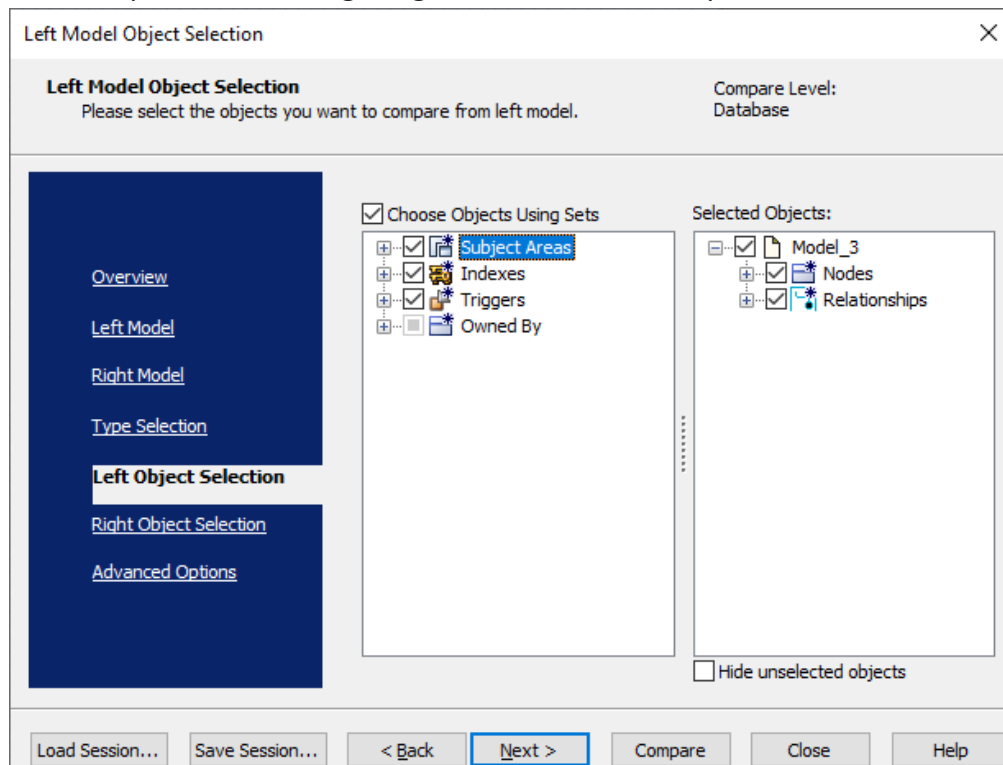 Left Model Object Selection
Left Model Object Selection
Please select the objects you want to compare from left model.
Compare Level:
Database
Overview
Left Model
Right Model
Type Selection
Left Object Selection
Right Object Selection
Advanced Options
Choose Objects Using Sets
Subject Areas
Indexes
Triggers
Owned By
Selected Objects:
Model_3
Nodes
Relationships
Hide unselected objects
Load Session...
Save Session...
< Back
Next >
Compare
Close
Help